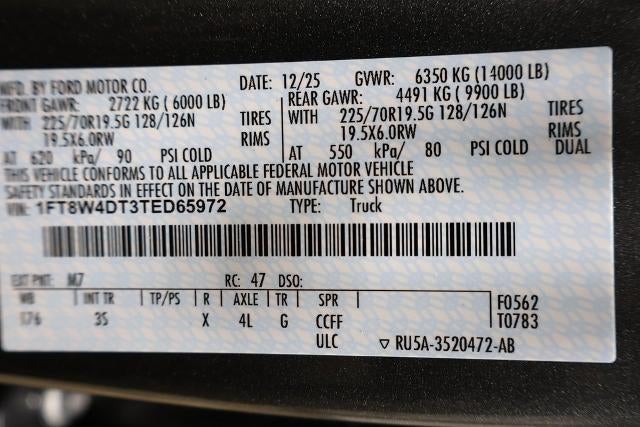 MFD. BY FORD MOTOR CO. DATE: 12/25 GVWR: 6350 KG (14000 LB)
FRONT GAWR: 2722 KG ( 6000 LB) REAR GAWR: 4491 KG ( 9900 LB)
WITH 225/70R19.5G 128/126N TIRES WITH 225/70R19.5G 128/126N TIRES
19.5X6.0RW RIMS 19.5X6.0RW RIMS
AT 620 kPa/ 90 PSI COLD AT 550 kPa/ 80 PSI COLD DUAL
THIS VEHICLE CONFORMS TO ALL APPLICABLE FEDERAL MOTOR VEHICLE
SAFETY STANDARDS IN EFFECT ON THE DATE OF MANUFACTURE SHOWN ABOVE.
VIN: 1FT8W4DT3TED65972 TYPE: Truck
EXT PNT: M7 RC: 47 DSO:
WB INT TR TP/PS R AXLE TR SPR F0562
176 3S X 4L G CCFF T0783
ULC ▽ RU5A-3520472-AB